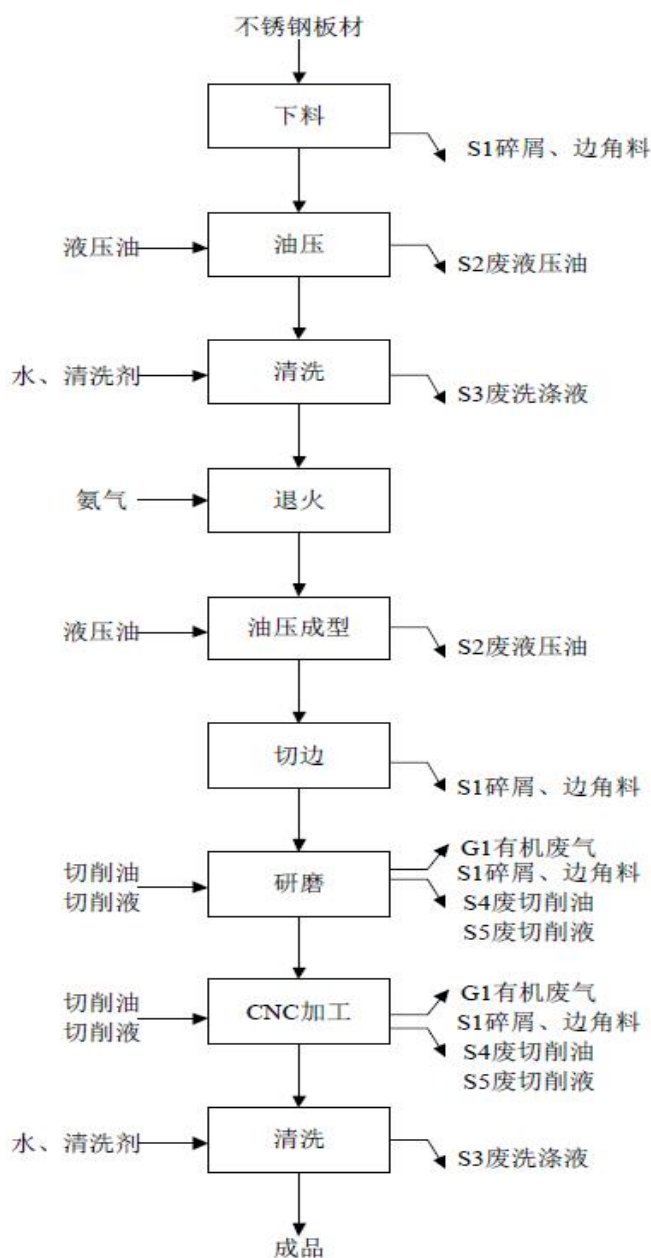 不锈钢板材
下料
S1碎屑、边角料
液压油
油压
S2废液压油
水、清洗剂
清洗
S3废洗涤液
氨气
退火
液压油
油压成型
S2废液压油
切边
S1碎屑、边角料
切削油
切削液
研磨
G1有机废气
S1碎屑、边角料
S4废切削油
S5废切削液
切削油
切削液
CNC加工
G1有机废气
S1碎屑、边角料
S4废切削油
S5废切削液
水、清洗剂
清洗
S3废洗涤液
成品